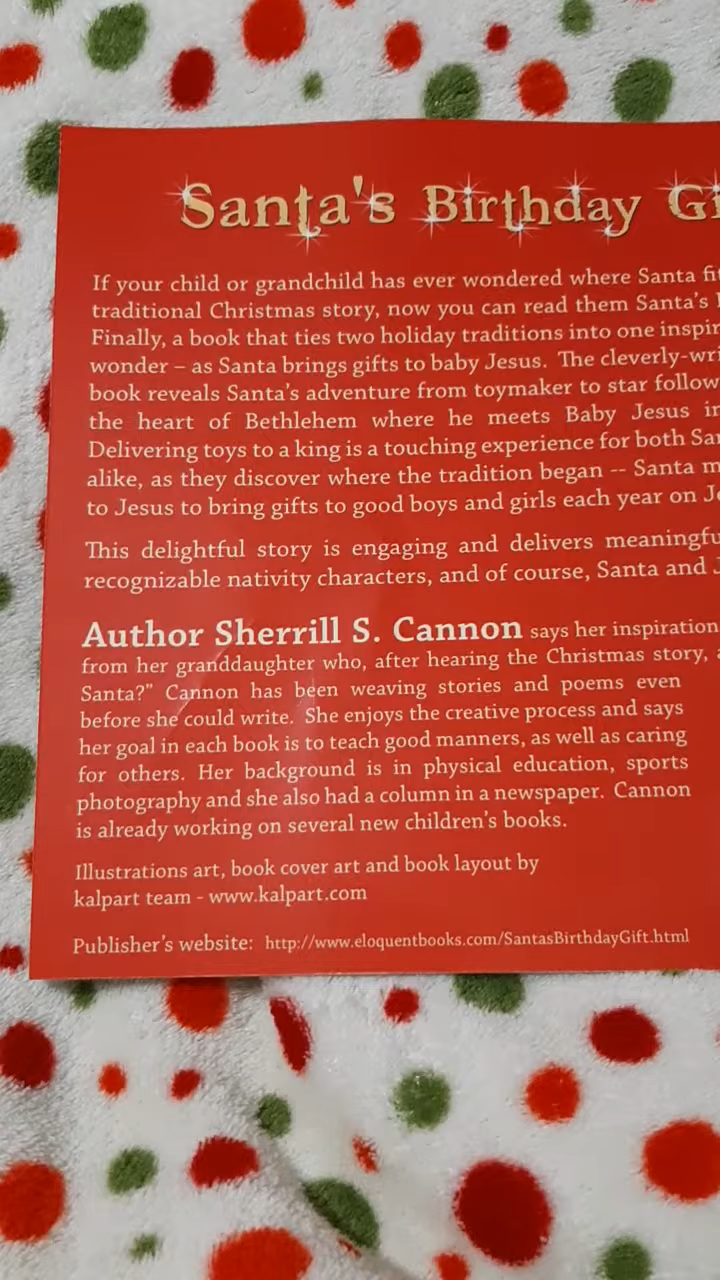 Santa's Birthday Gi
If your child or grandchild has ever wondered where Santa fit
traditional Christmas story, now you can read them Santa's
Finally, a book that ties two holiday traditions into one inspir
wonder – as Santa brings gifts to baby Jesus. The cleverly-wri
book reveals Santa's adventure from toymaker to star follow
the heart of Bethlehem where he meets Baby Jesus in
Delivering toys to a king is a touching experience for both San
alike, as they discover where the tradition began -- Santa m
to Jesus to bring gifts to good boys and girls each year on J
This delightful story is engaging and delivers meaningfu
recognizable nativity characters, and of course, Santa and J
Author Sherrill S. Cannon says her inspiration
from her granddaughter who, after hearing the Christmas story, a
Santa?" Cannon has been weaving stories and poems even
before she could write. She enjoys the creative process and says
her goal in each book is to teach good manners, as well as caring
for others. Her background is in physical education, sports
photography and she also had a column in a newspaper. Cannon
is already working on several new children's books.
Illustrations art, book cover art and book layout by
kalpart team - www.kalpart.com
Publisher's website: http://www.eloquentbooks.com/SantasBirthdayGift.html